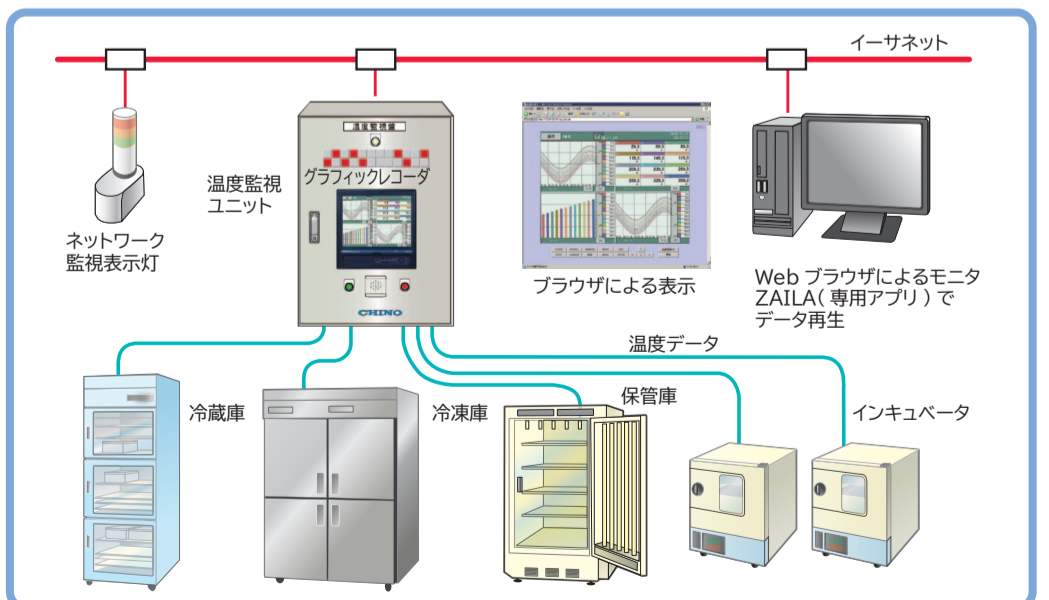 イーサネット
温度監視盤
グラフィックレコーダ
温度監視
ユニット
CHINO
ネットワーク
監視表示灯
ブラウザによる表示
Web ブラウザによるモニタ
ZAILA( 専用アプリ ) で
データ再生
温度データ
冷蔵庫
冷凍庫
保管庫
インキュベータ